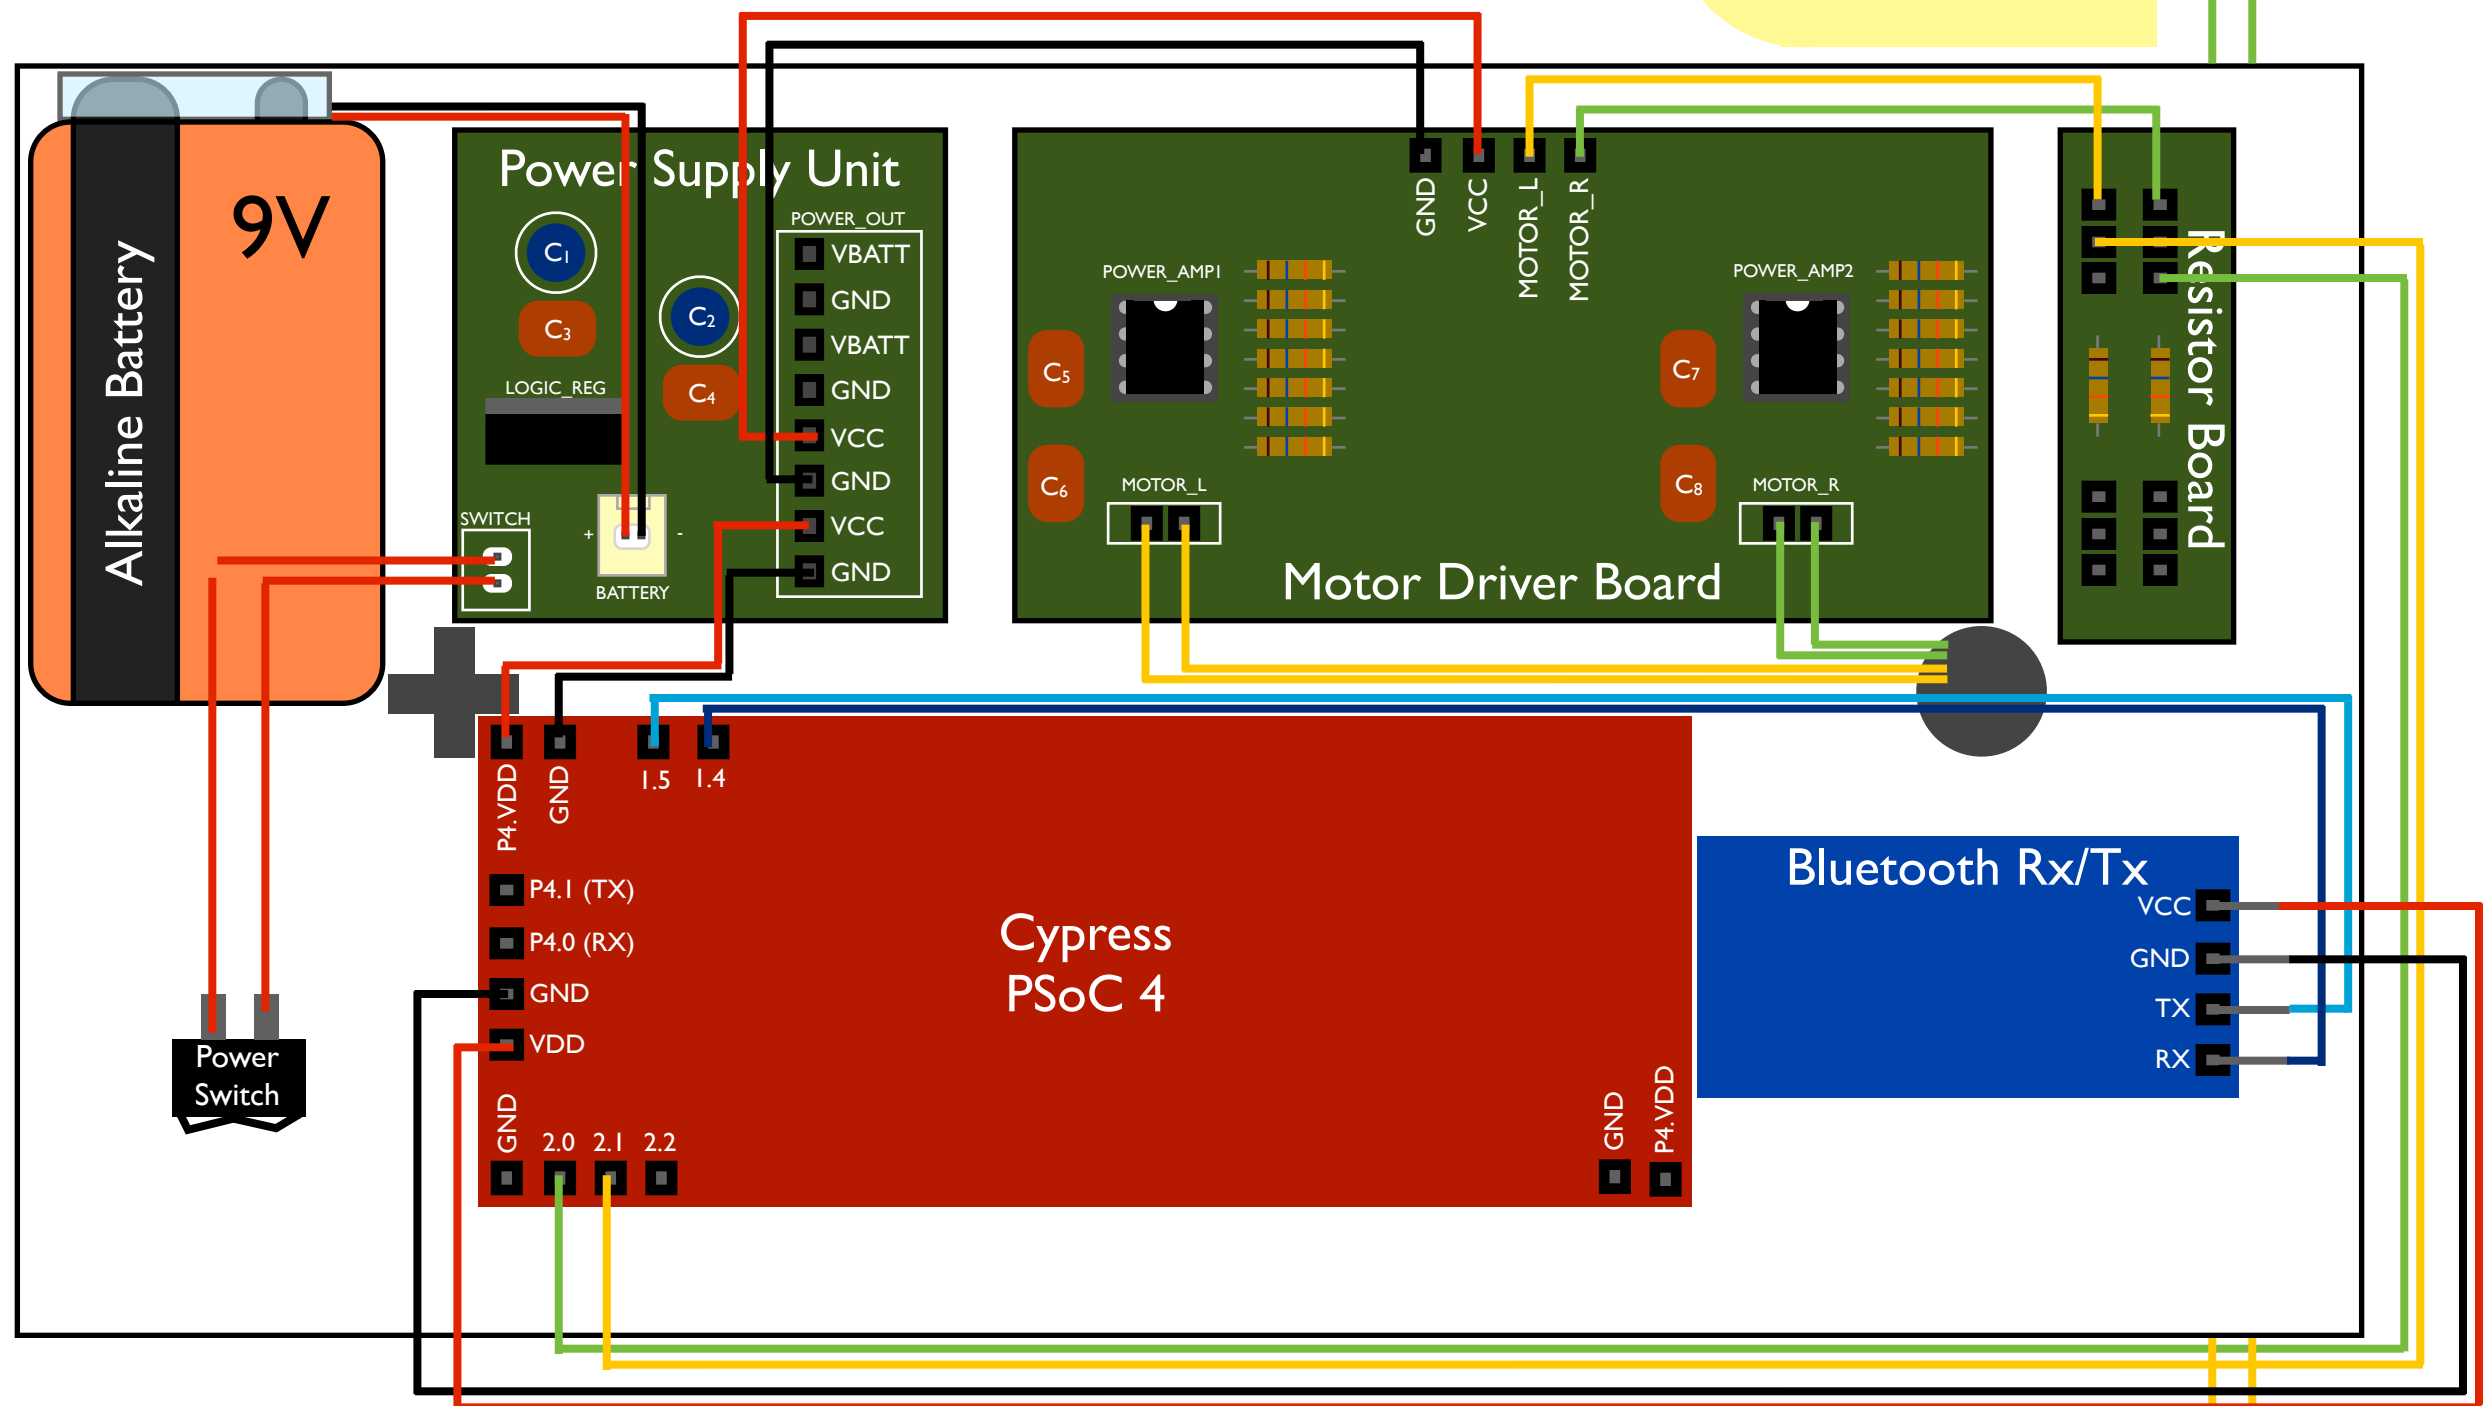 9V
Alkaline Battery
Power Supply Unit
POWER_OUT
VBATT
GND
VBATT
GND
VCC
GND
VCC
GND
C1
C3
C2
C4
LOGIC_REG
SWITCH
+
-
BATTERY
GND
VCC
MOTOR_L
MOTOR_R
POWER_AMP1
POWER_AMP2
C5
C6
C7
C8
MOTOR_L
MOTOR_R
Motor Driver Board
Resistor Board
P4.VDD
GND
1.5
1.4
P4.1 (TX)
P4.0 (RX)
GND
VDD
GND
2.0
2.1
2.2
Cypress
PSoC 4
GND
P4.VDD
Bluetooth Rx/Tx
VCC
GND
TX
RX
Power
Switch